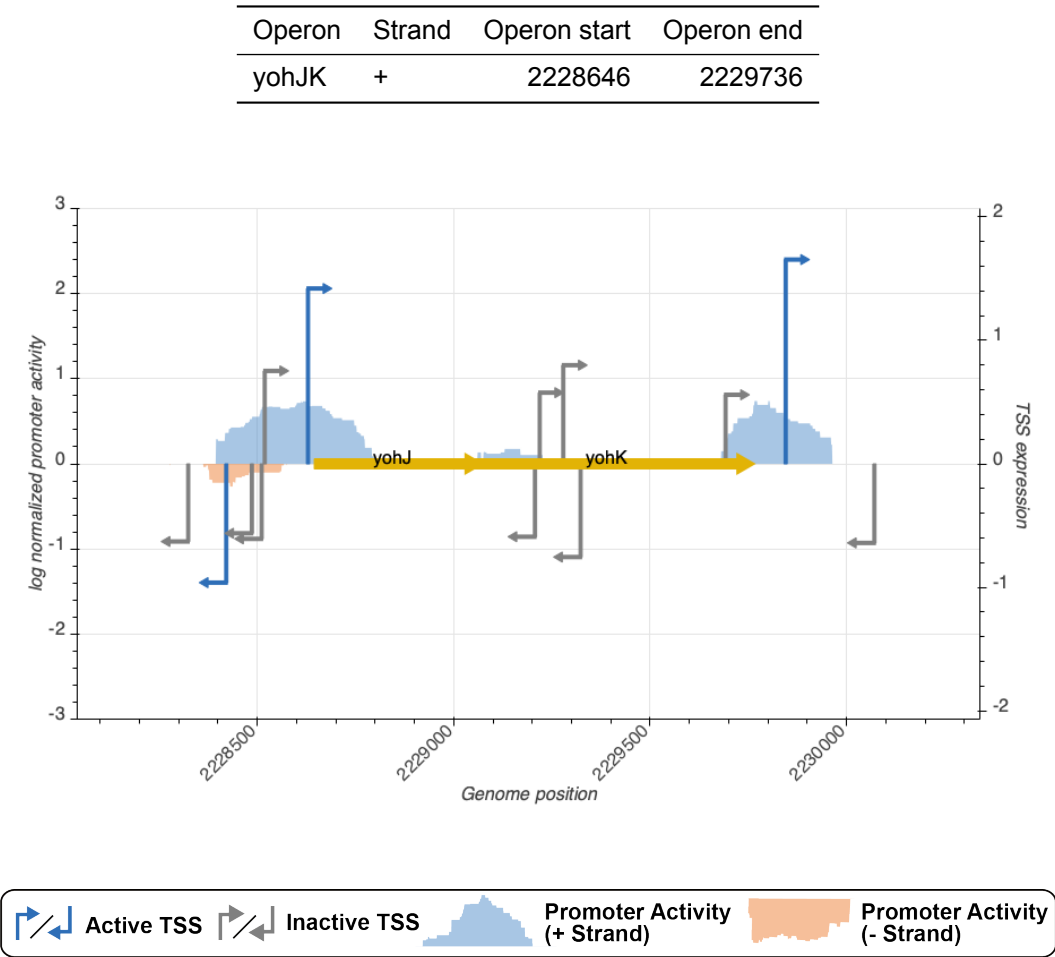 Operon Strand Operon start Operon end
yohJK + 2228646 2229736
3
2
1
0
-1
-2
-3
log normalized promoter activity
2
1
0
-1
-2
TSS expression
yohJ yohK
2228500 2229000 2229500 2230000
Genome position
Active TSS
Inactive TSS
Promoter Activity
(+ Strand)
Promoter Activity
(- Strand)